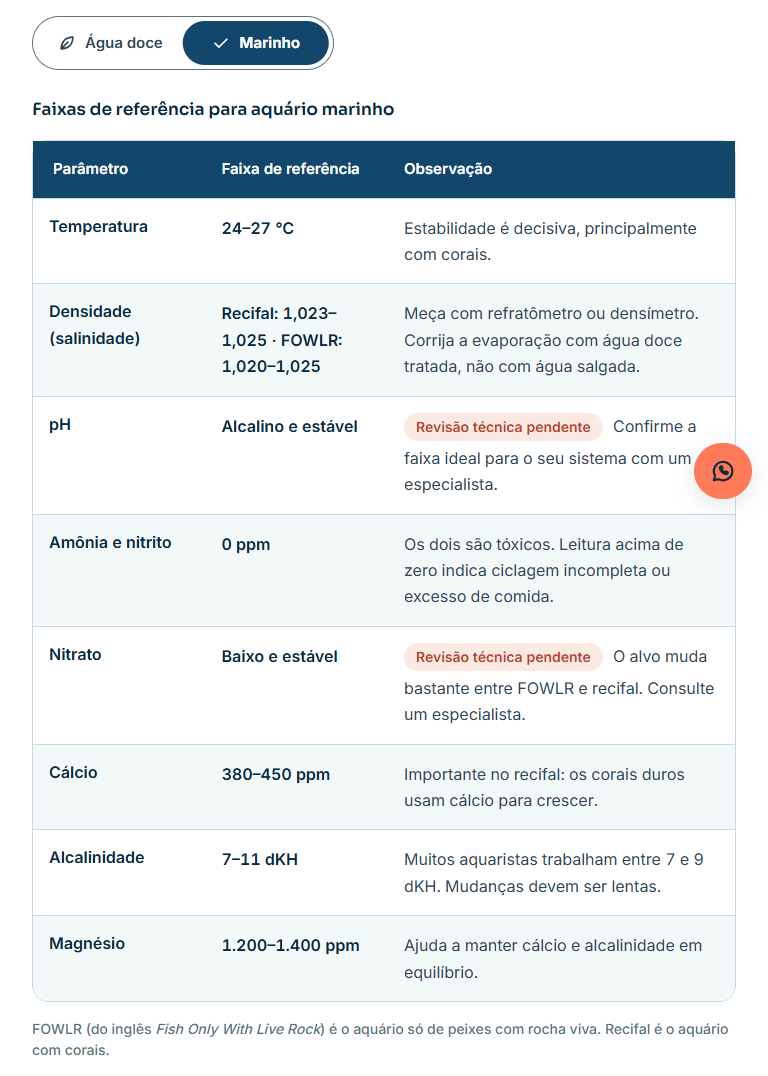 Água doce
Marinho
Faixas de referência para aquário marinho
Parâmetro
Faixa de referência
Observação
Temperatura
24–27 °C
Estabilidade é decisiva, principalmente
com corais.
Densidade
(salinidade)
Recifal: 1,023–
1,025 · FOWLR:
1,020–1,025
Meça com refratômetro ou densímetro.
Corrija a evaporação com água doce
tratada, não com água salgada.
pH
Alcalino e estável
Revisão técnica pendente Confirme a
faixa ideal para o seu sistema com um
especialista.
Amônia e nitrito
0 ppm
Os dois são tóxicos. Leitura acima de
zero indica ciclagem incompleta ou
excesso de comida.
Nitrato
Baixo e estável
Revisão técnica pendente O alvo muda
bastante entre FOWLR e recifal. Consulte
um especialista.
Cálcio
380–450 ppm
Importante no recifal: os corais duros
usam cálcio para crescer.
Alcalinidade
7–11 dKH
Muitos aquaristas trabalham entre 7 e 9
dKH. Mudanças devem ser lentas.
Magnésio
1.200–1.400 ppm
Ajuda a manter cálcio e alcalinidade em
equilíbrio.
FOWLR (do inglês Fish Only With Live Rock) é o aquário só de peixes com rocha viva. Recifal é o aquário
com corais.